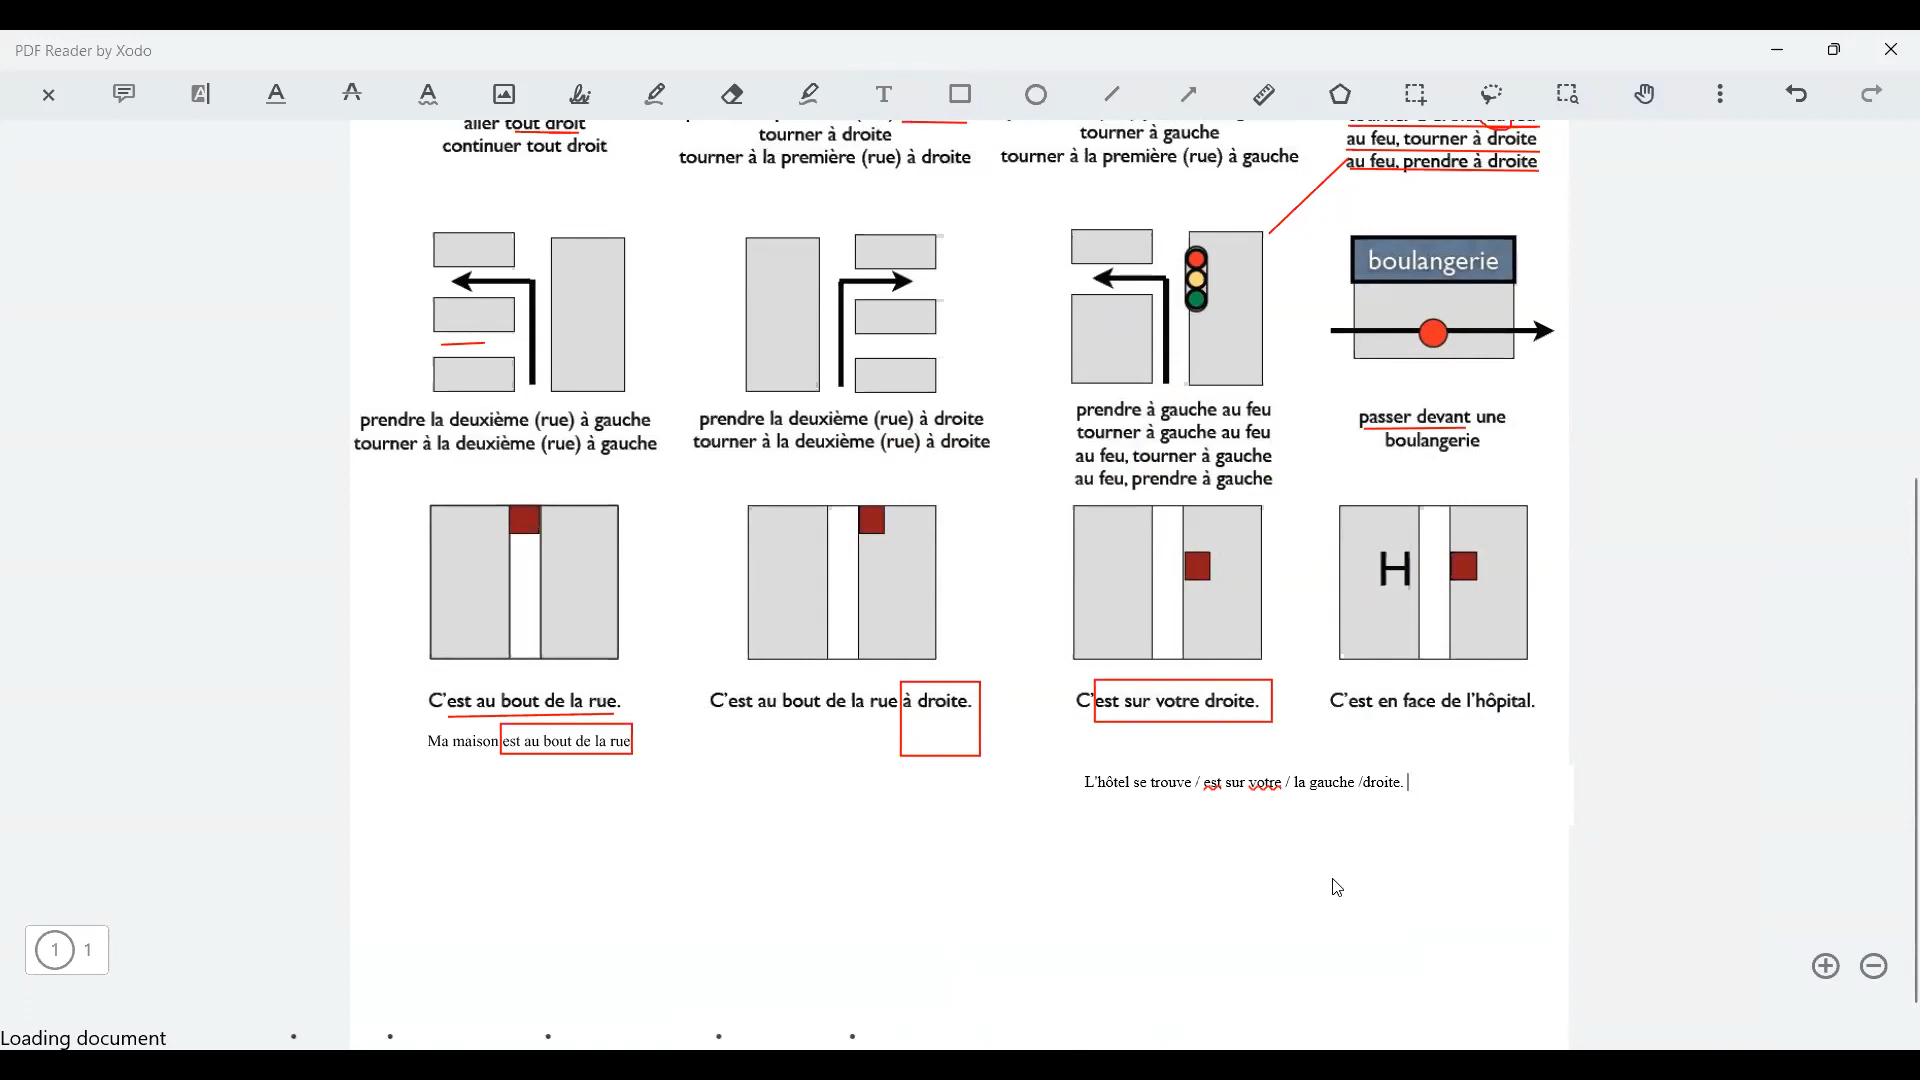 PDF Reader by Xodo
aller tout droit
continuer tout droit
tourner à droite
tourner à la première (rue) à droite
tourner à gauche
tourner à la première (rue) à gauche
au feu, tourner à droite
au feu, prendre à droite
boulangerie
prendre la deuxième (rue) à gauche
tourner à la deuxième (rue) à gauche
prendre la deuxième (rue) à droite
tourner à la deuxième (rue) à droite
prendre à gauche au feu
tourner à gauche au feu
au feu, tourner à gauche
au feu, prendre à gauche
passer devant une
boulangerie
H
C'est au bout de la rue.
C'est au bout de la rue à droite.
C'est sur votre droite.
C'est en face de l'hôpital.
Ma maison est au bout de la rue
L'hôtel se trouve / est sur votre / la gauche /droite.
1 1
Loading document